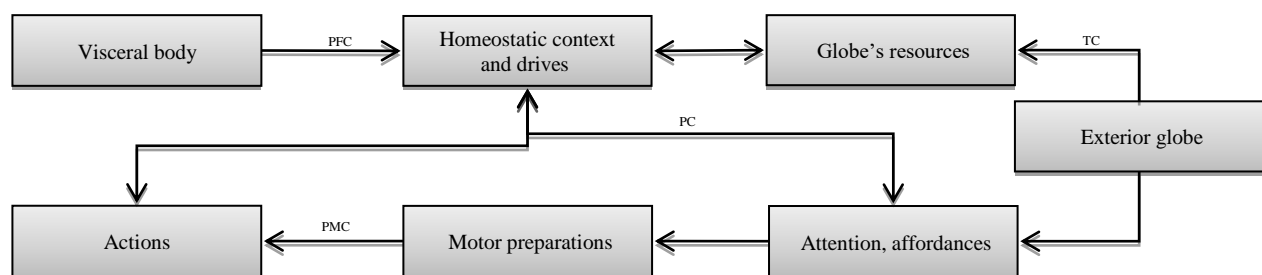 Visceral body
PFC
Homeostatic context
and drives
Globe's resources
TC
Exterior globe
PC
Actions
PMC
Motor preparations
Attention, affordances